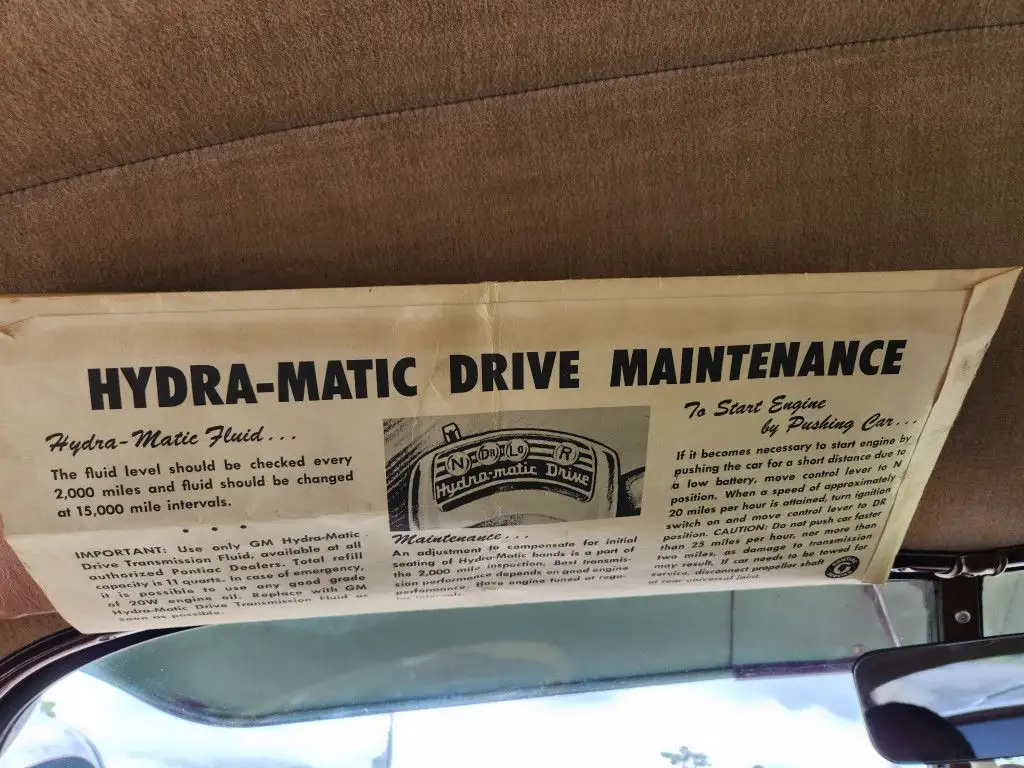 HYDRA-MATIC DRIVE MAINTENANCE
Hydra-Matic Fluid...
The fluid level should be checked every
2,000 miles and fluid should be changed
at 15,000 mile intervals.
IMPORTANT: Use only GM Hydra-Matic
Drive Transmission Fluid, available at all
authorized Pontiac Dealers. Total refill
capacity is 11 quarts. In case of emergency,
it is possible to use any good grade
of 20W engine oil. Replace with GM
Hydra-Matic Drive Transmission Fluid as
soon as possible.
N DR LO R
Hydra-matic Drive
Maintenance...
An adjustment to compensate for initial
seating of Hydra-Matic bands is a part of
the 2,000 mile inspection. Best transmis-
sion performance depends on good engine
performance. Have engine tuned at regu-
lar intervals.
To Start Engine
by Pushing Car...
If it becomes necessary to start engine by
pushing the car for a short distance due to
a low battery, move control lever to N
position. When a speed of approximately
20 miles per hour is attained, turn ignition
switch on and move control lever to DR
position. CAUTION: Do not push car faster
than 25 miles per hour, nor more than
two miles, as damage to transmission
may result. If car needs to be towed for
service, disconnect propeller shaft
at rear universal joint.